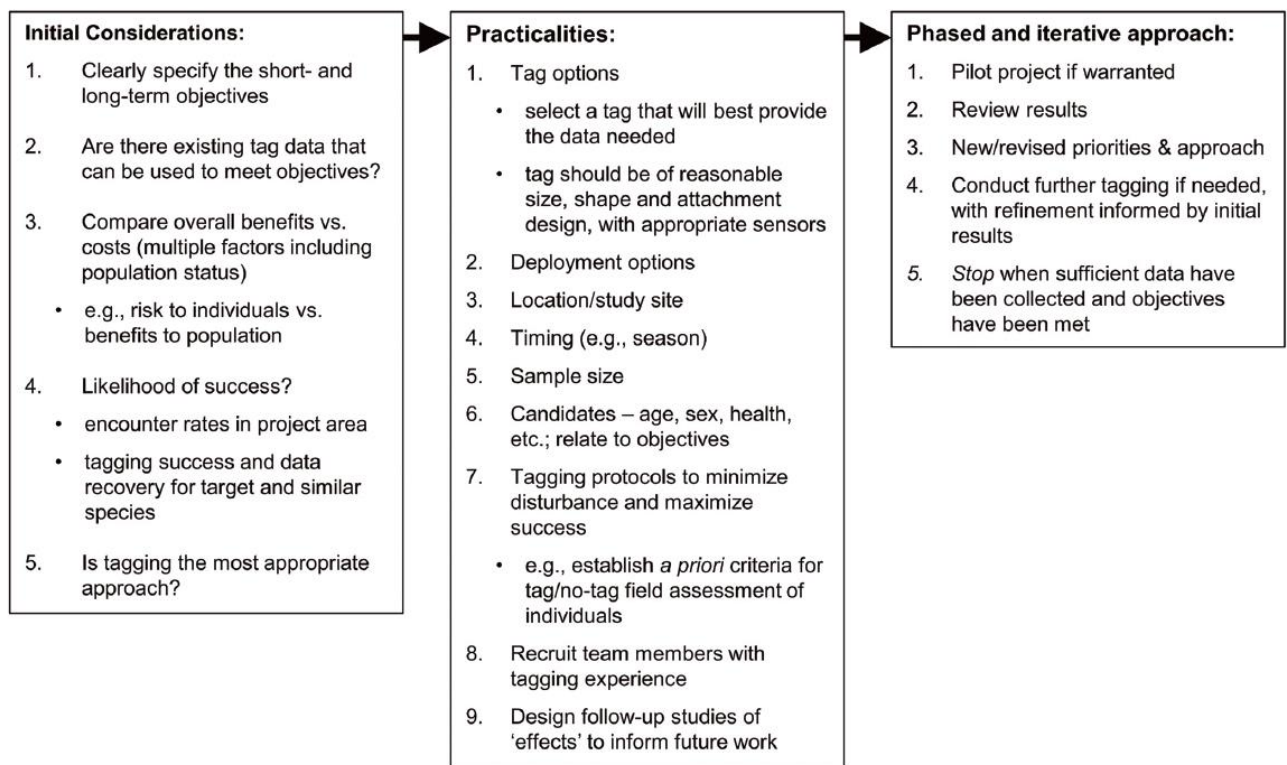 Initial Considerations:
1. Clearly specify the short- and
long-term objectives
2. Are there existing tag data that
can be used to meet objectives?
3. Compare overall benefits vs.
costs (multiple factors including
population status)
• e.g., risk to individuals vs.
benefits to population
4. Likelihood of success?
• encounter rates in project area
• tagging success and data
recovery for target and similar
species
5. Is tagging the most appropriate
approach?
Practicalities:
1. Tag options
• select a tag that will best provide
the data needed
• tag should be of reasonable
size, shape and attachment
design, with appropriate sensors
2. Deployment options
3. Location/study site
4. Timing (e.g., season)
5. Sample size
6. Candidates – age, sex, health,
etc.; relate to objectives
7. Tagging protocols to minimize
disturbance and maximize
success
• e.g., establish a priori criteria for
tag/no-tag field assessment of
individuals
8. Recruit team members with
tagging experience
9. Design follow-up studies of
‘effects’ to inform future work
Phased and iterative approach:
1. Pilot project if warranted
2. Review results
3. New/revised priorities & approach
4. Conduct further tagging if needed,
with refinement informed by initial
results
5. Stop when sufficient data have
been collected and objectives
have been met